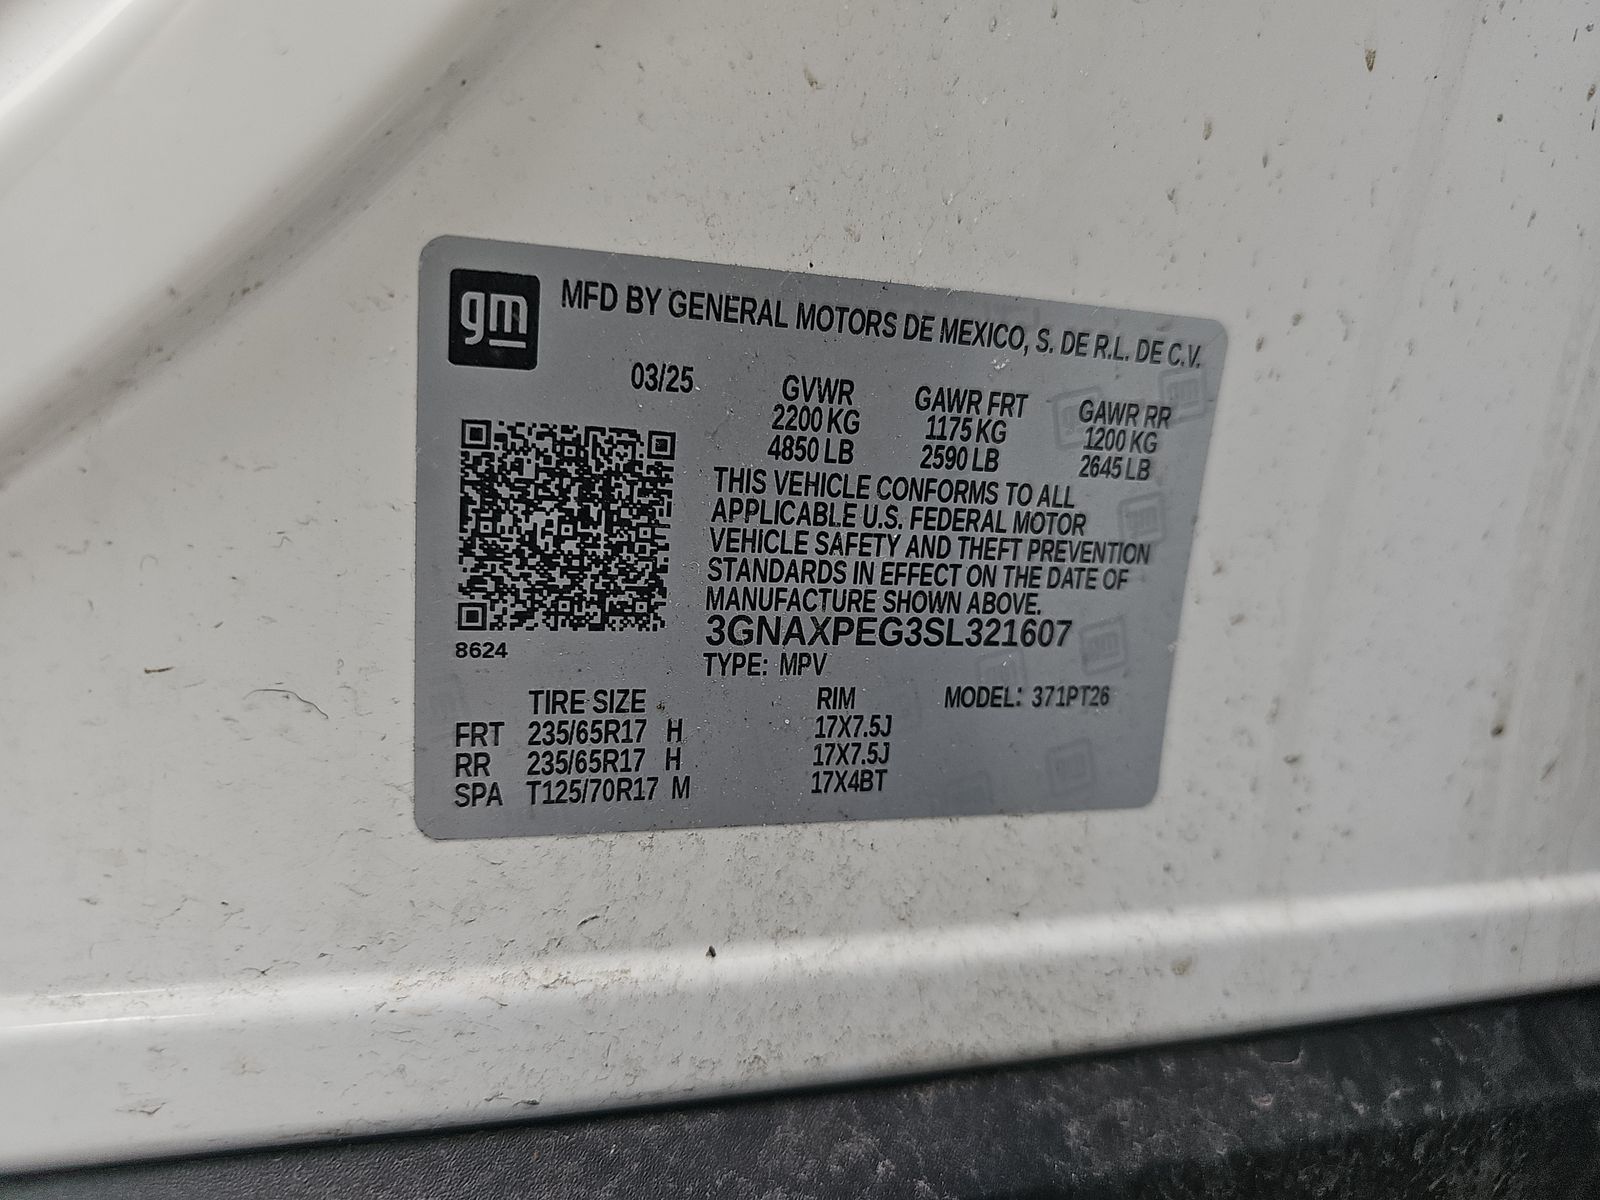 gm
MFD BY GENERAL MOTORS DE MEXICO, S. DE R.L. DE C.V.
03/25 GVWR GAWR FRT GAWR RR
2200 KG 1175 KG 1200 KG
4850 LB 2590 LB 2645 LB
THIS VEHICLE CONFORMS TO ALL
APPLICABLE U.S. FEDERAL MOTOR
VEHICLE SAFETY AND THEFT PREVENTION
STANDARDS IN EFFECT ON THE DATE OF
MANUFACTURE SHOWN ABOVE.
3GNAXPEG3SL321607
8624
TYPE: MPV
TIRE SIZE RIM MODEL: 371PT26
FRT 235/65R17 H 17X7.5J
RR 235/65R17 H 17X7.5J
SPA T125/70R17 M 17X4BT